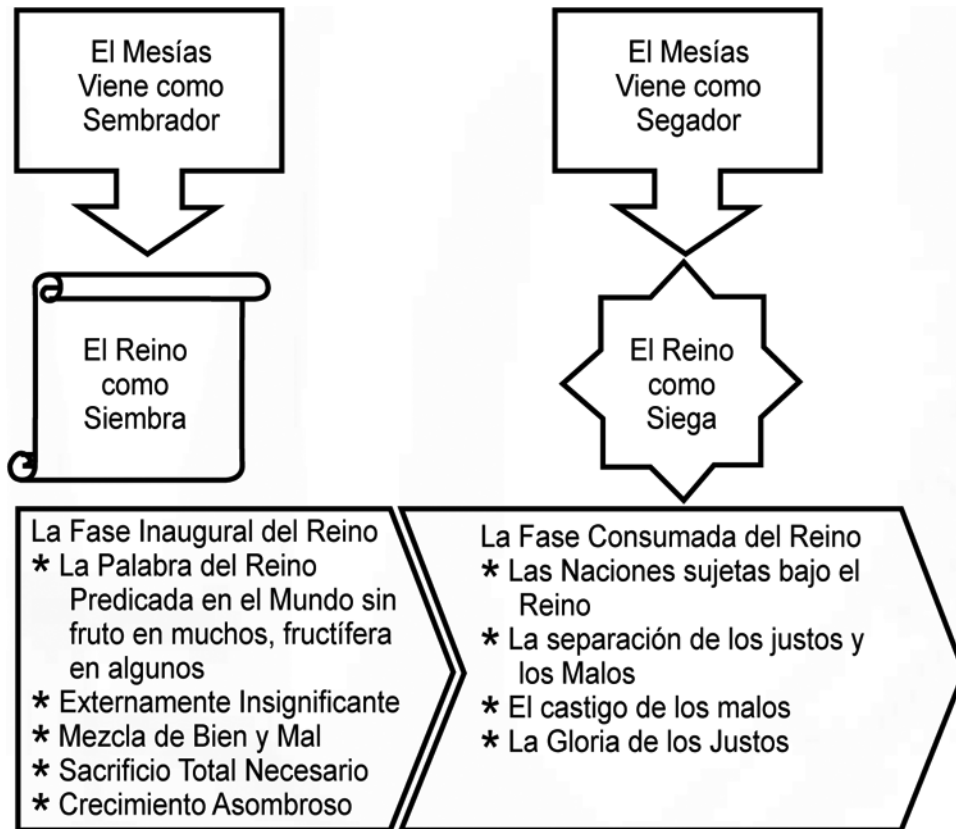 El Mesías
Viene como
Sembrador
El Mesías
Viene como
Segador
El Reino
como
Siembra
El Reino
como
Siega
La Fase Inaugural del Reino
* La Palabra del Reino
Predicada en el Mundo sin
fruto en muchos, fructífera
en algunos
* Externamente Insignificante
* Mezcla de Bien y Mal
* Sacrificio Total Necesario
* Crecimiento Asombroso
La Fase Consumada del Reino
* Las Naciones sujetas bajo el
Reino
* La separación de los justos y
los Malos
* El castigo de los malos
* La Gloria de los Justos